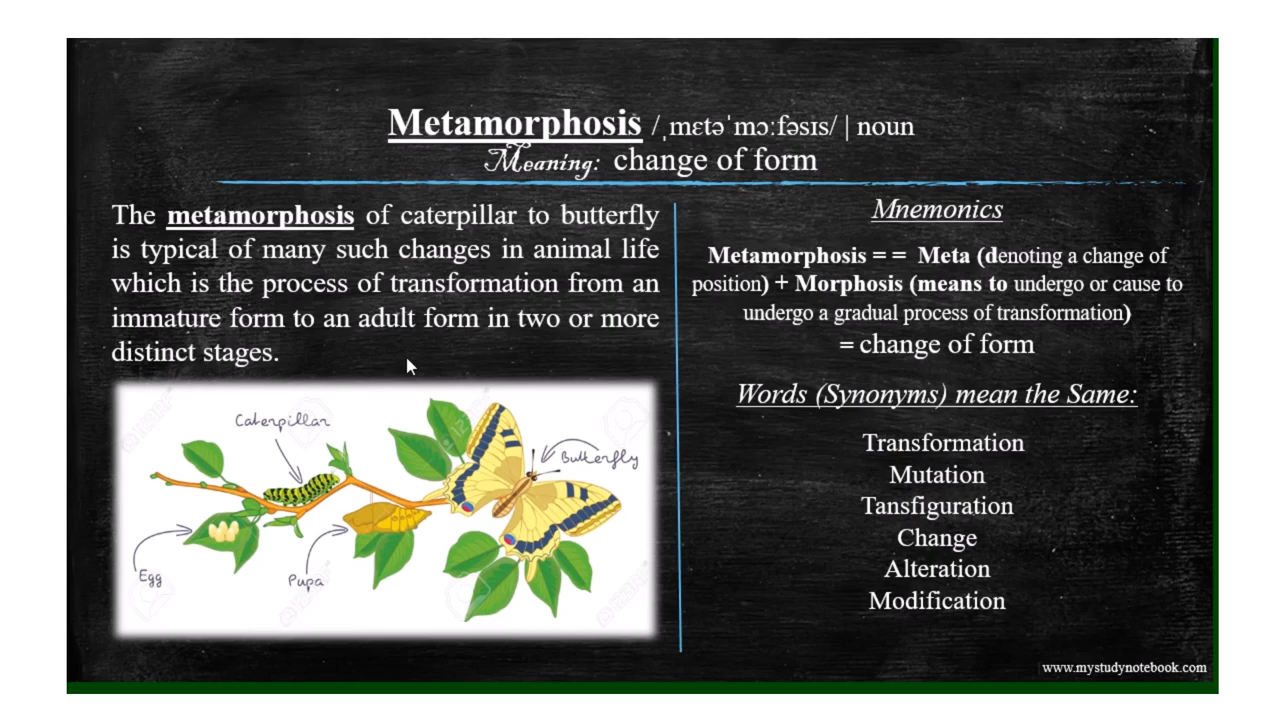 Metamorphosis /ˌmɛtəˈmɔːfəsɪs/ | noun
Meaning: change of form
The metamorphosis of caterpillar to butterfly
is typical of many such changes in animal life
which is the process of transformation from an
immature form to an adult form in two or more
distinct stages.
Caterpillar
Butterfly
Egg
Pupa
Mnemonics
Metamorphosis = = Meta (denoting a change of
position) + Morphosis (means to undergo or cause to
undergo a gradual process of transformation)
= change of form
Words (Synonyms) mean the Same:
Transformation
Mutation
Tansfiguration
Change
Alteration
Modification
www.mystudynotebook.com